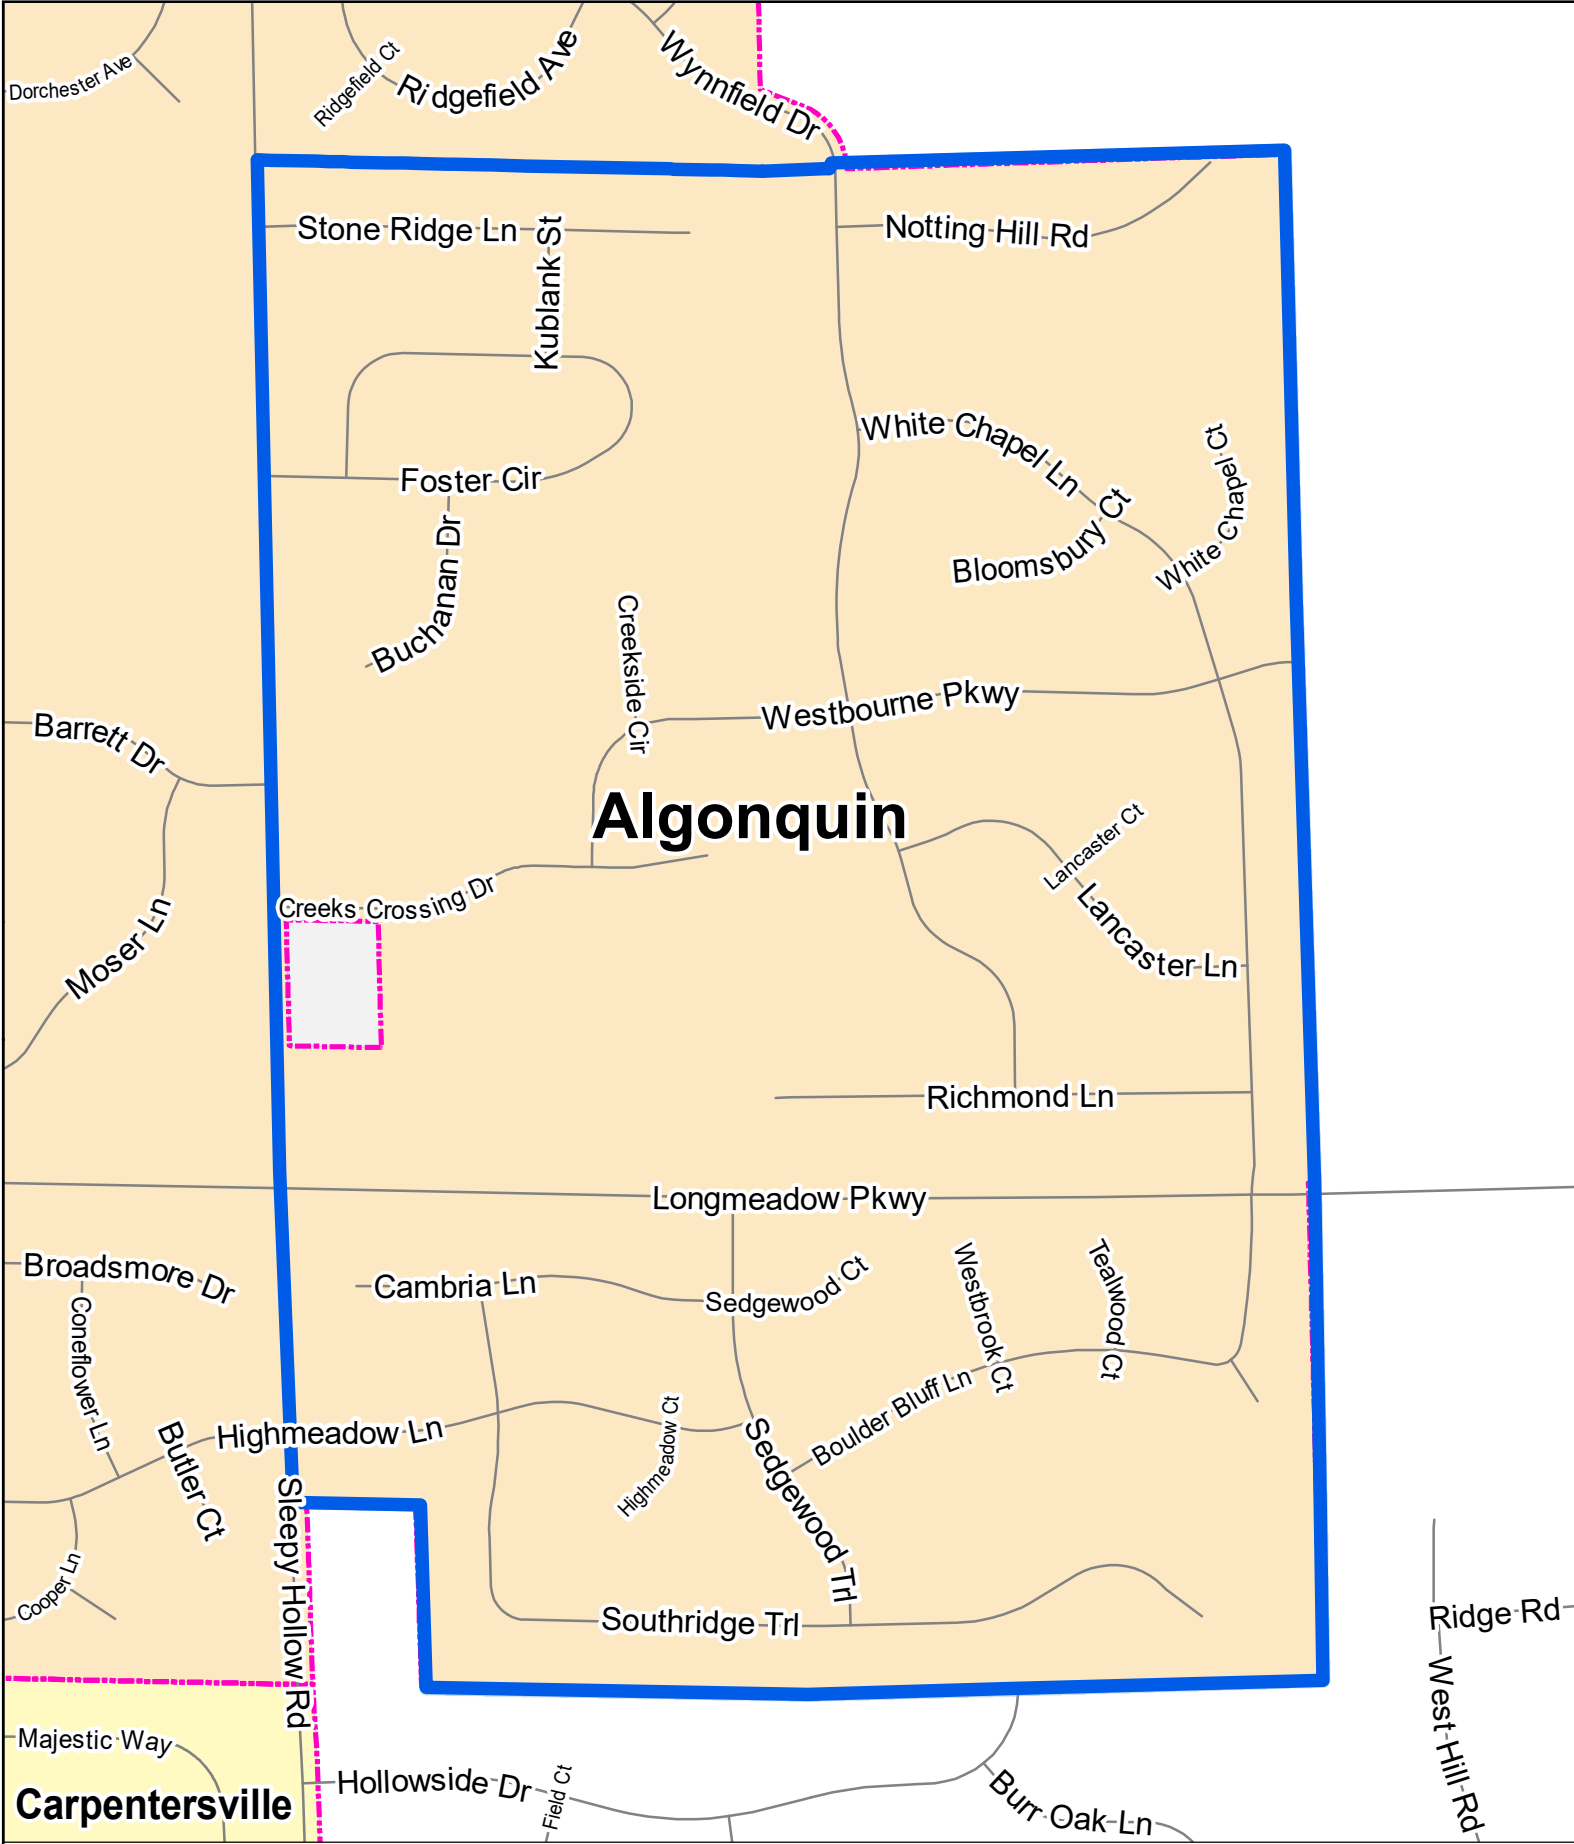 Dorchester Ave
Ridgefield Ct
Ridgefield Ave
Wynnfield Dr
Stone Ridge Ln
Kublank St
Notting Hill Rd
White Chapel Ln
White Chapel Ct
Foster Cir
Bloomsbury Ct
Buchanan Dr
Creekside Cir
Westbourne Pkwy
Barrett Dr
Algonquin
Lancaster Ct
Lancaster Ln
Creeks Crossing Dr
Moser Ln
Richmond Ln
Longmeadow Pkwy
Broadsmore Dr
Coneflower Ln
Cambria Ln
Sedgewood Ct
Westbrook Ct
Tealwood Ct
Highmeadow Ln
Butler Ct
Highmeadow Ct
Boulder Bluff Ln
Sedgewood Trl
Sleepy Hollow Rd
Cooper Ln
Southridge Trl
Ridge Rd
West Hill Rd
Majestic Way
Carpentersville
Hollowside Dr
Field Ct
Burr Oak Ln